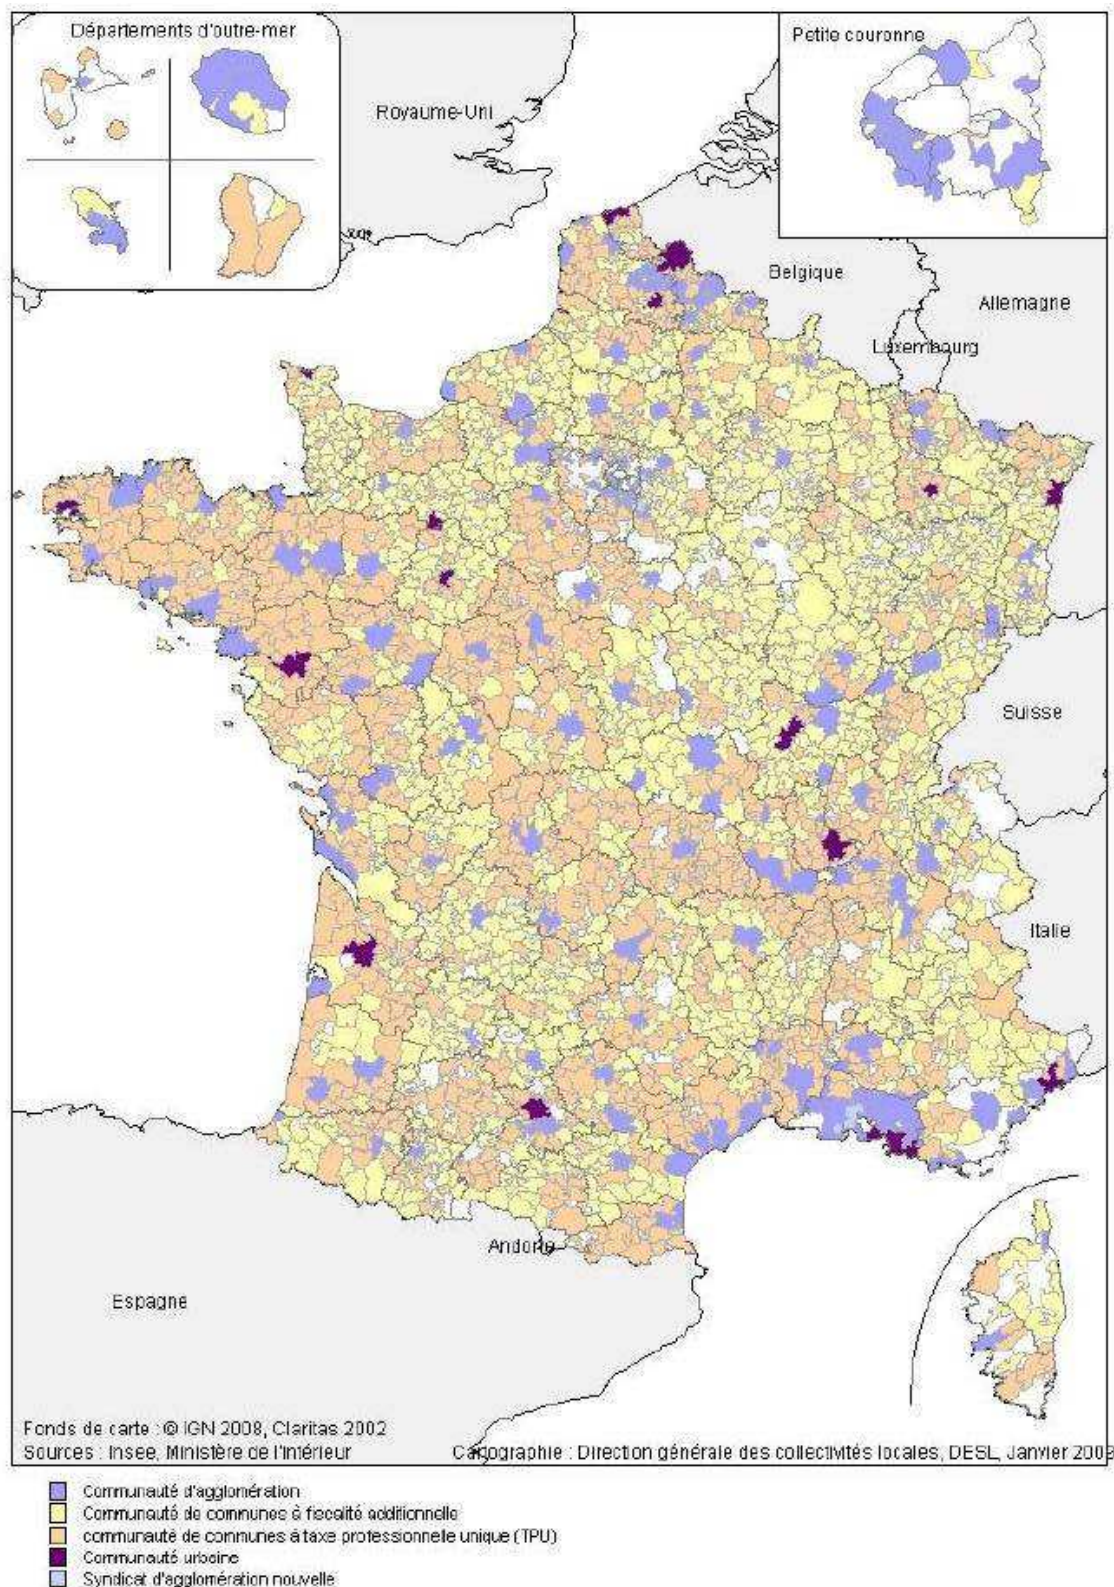 Départements d'outre-mer
Petite couronne
Royaume-Uni
Belgique
Allemagne
Luxembourg
Suisse
Italie
Andorre
Espagne
Fonds de carte : © IGN 2008, Claritas 2002
Sources : Insee, Ministère de l'Intérieur
Cartographie : Direction générale des collectivités locales, DESL, Janvier 2009
Communauté d'agglomération
Communauté de communes à fiscalité additionnelle
communauté de communes à taxe professionnelle unique (TPU)
Communauté urbaine
Syndicat d'agglomération nouvelle